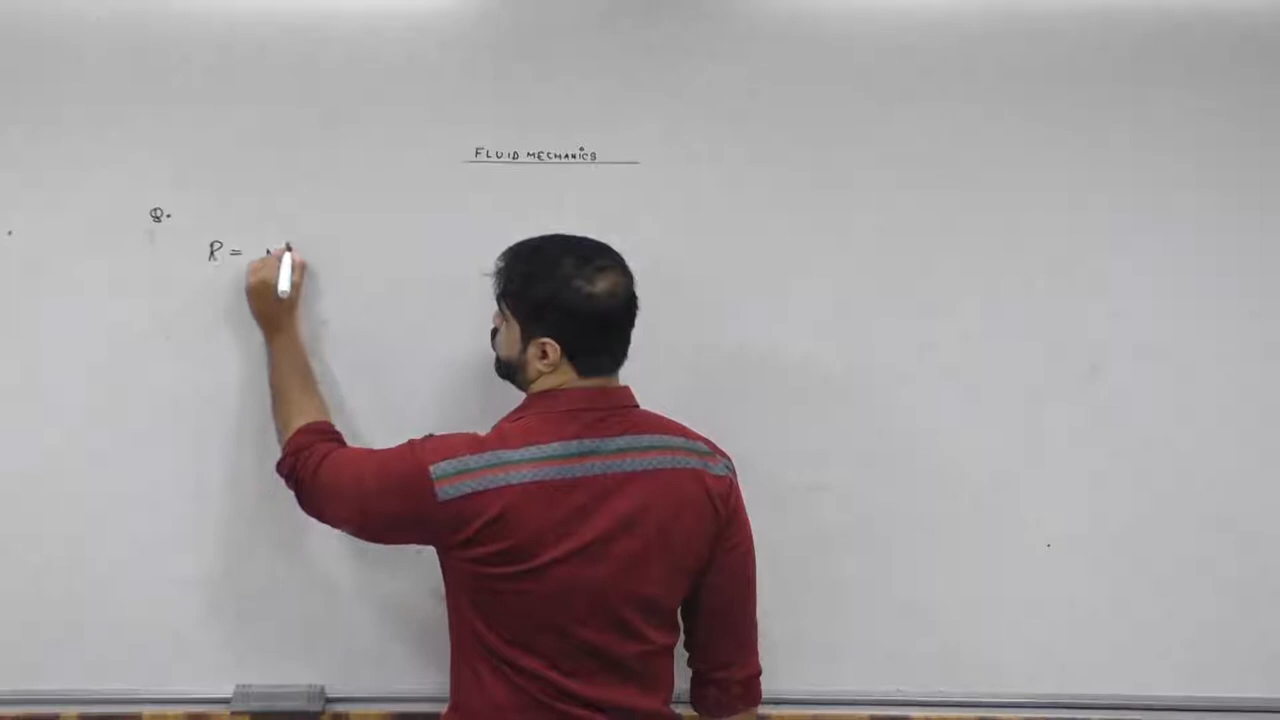 FLUID MECHANICS
Q.
R =